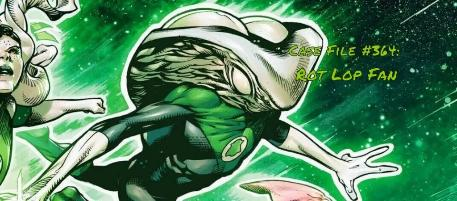 Case File #364:
Rot Lop Fan